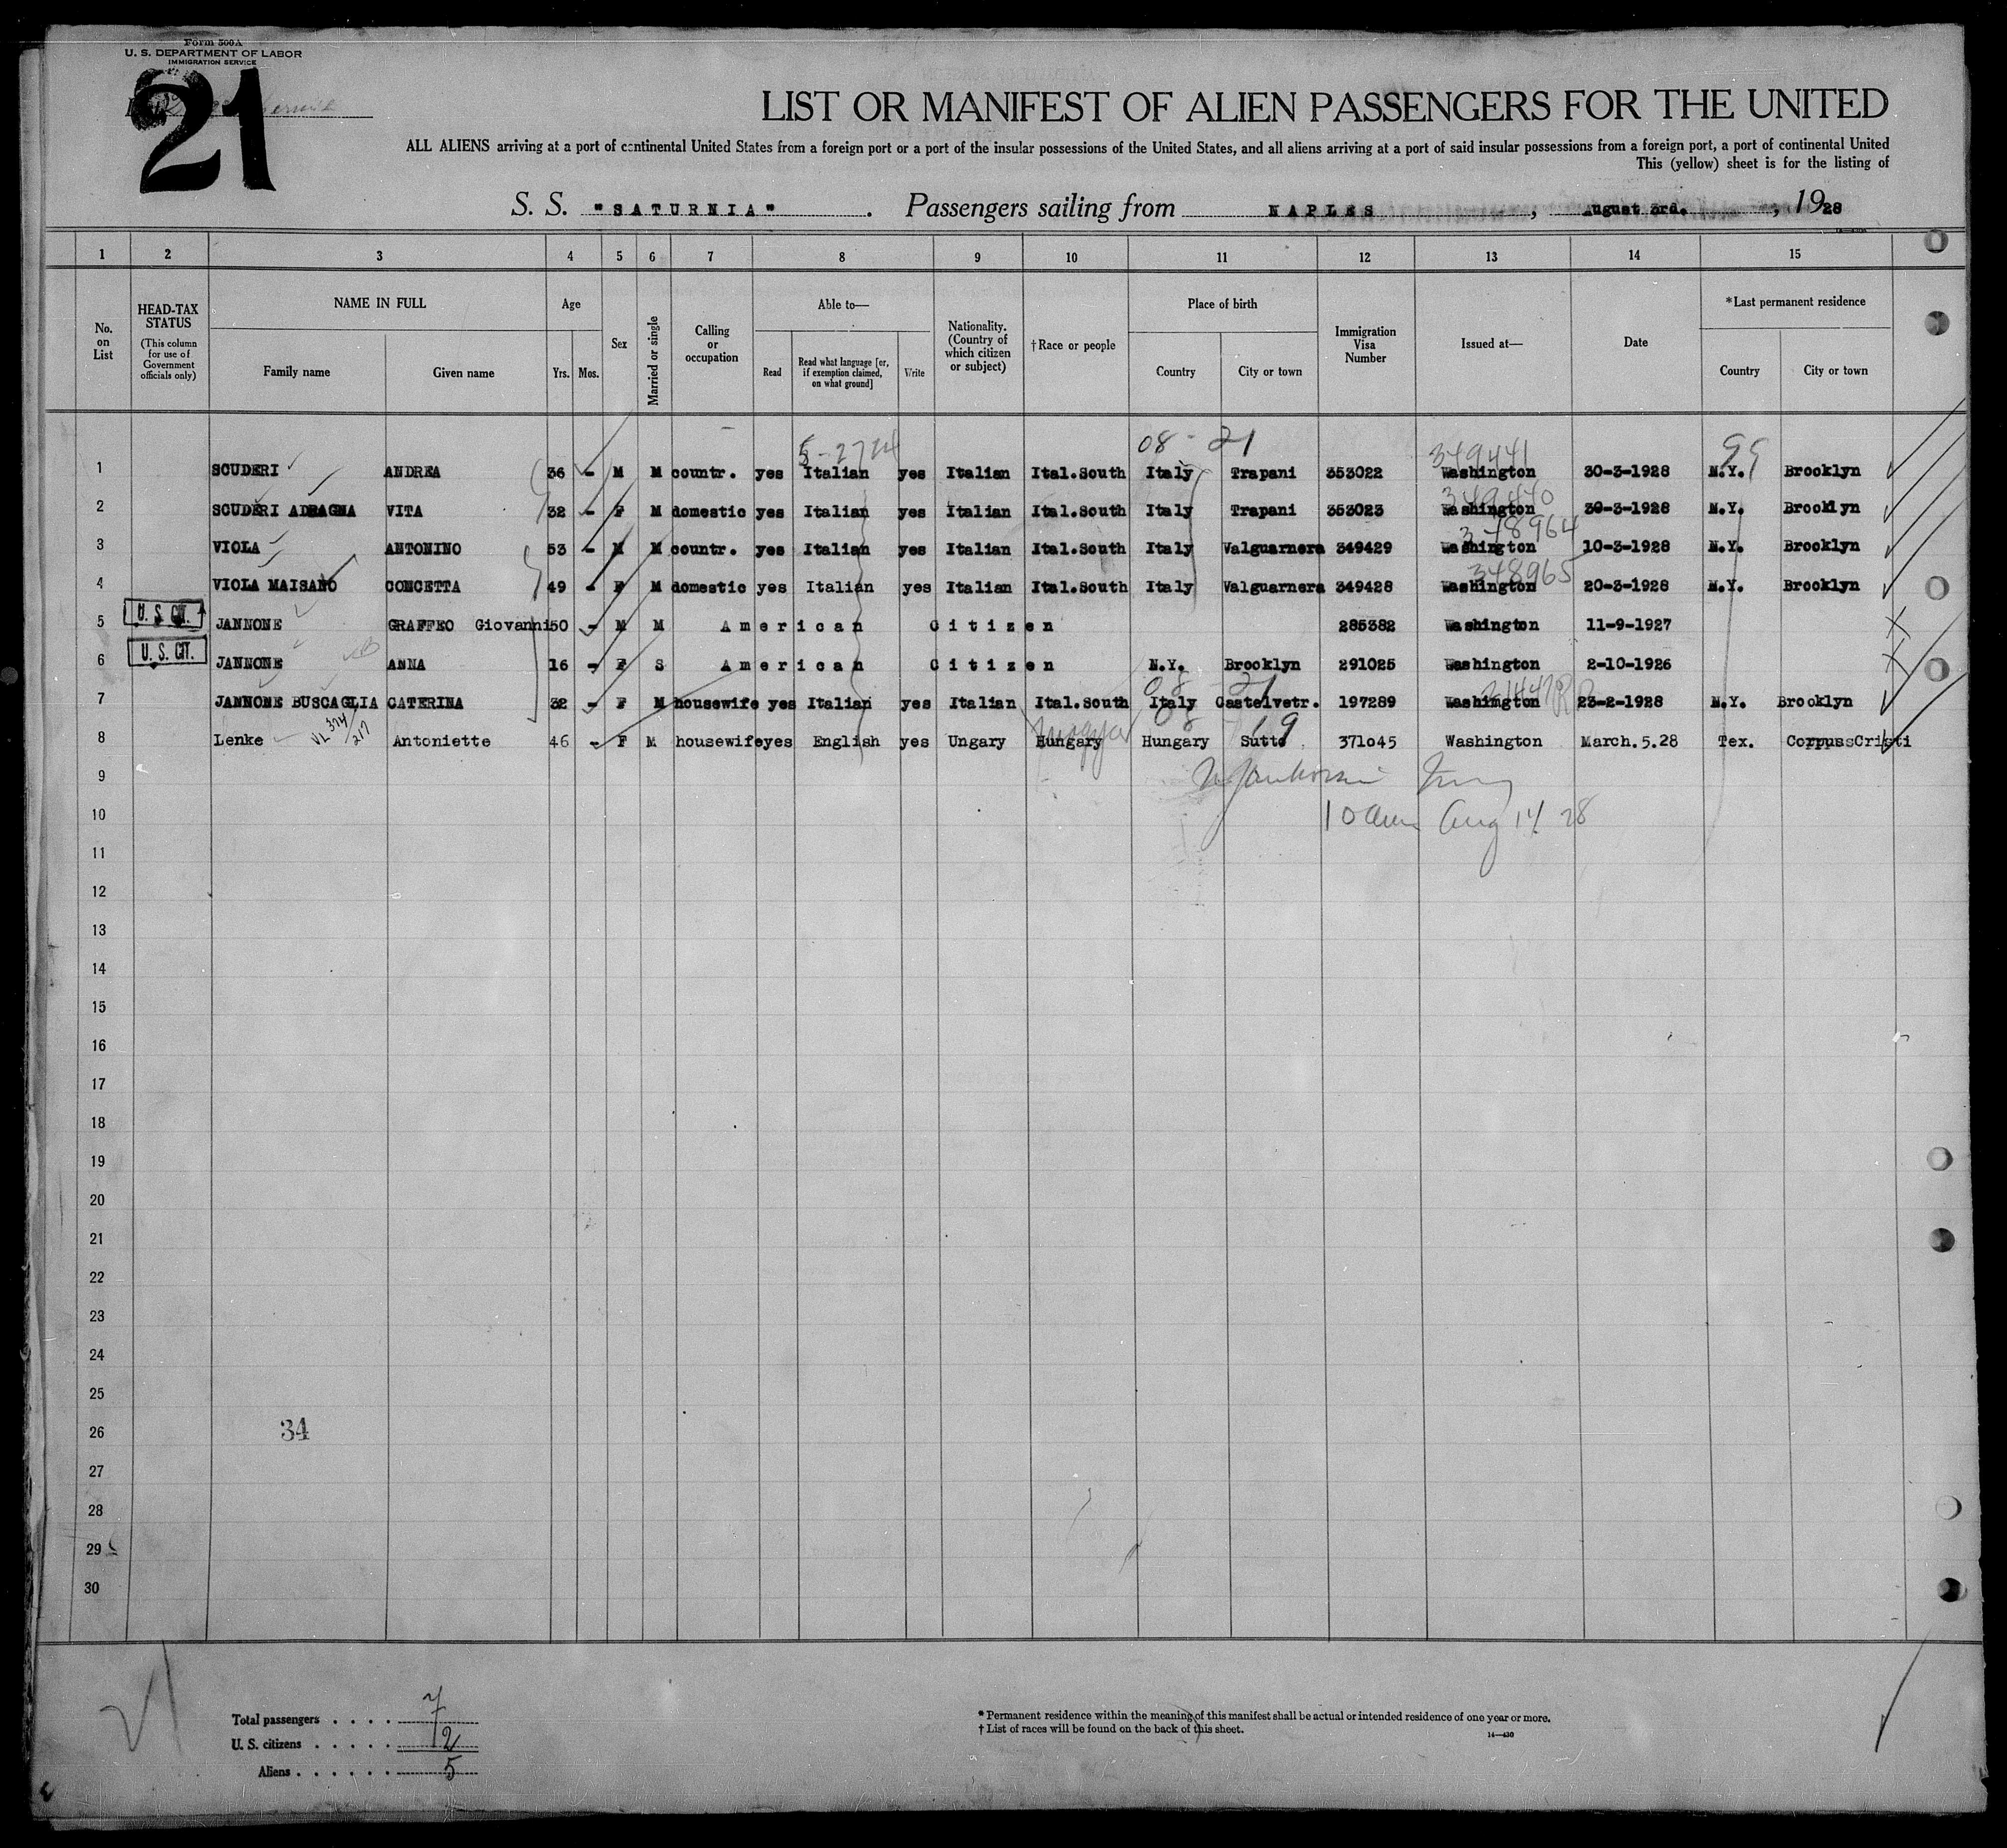 Form 500A
U. S. DEPARTMENT OF LABOR
IMMIGRATION SERVICE
21
LIST OR MANIFEST OF ALIEN PASSENGERS FOR THE UNITED
ALL ALIENS arriving at a port of continental United States from a foreign port or a port of the insular possessions of the United States, and all aliens arriving at a port of said insular possessions from a foreign port, a port of continental United
This (yellow) sheet is for the listing of
S. S. "SATURNIA". Passengers sailing from NAPLES, August 3rd., 1928
1 2 3 4 5 6 7 8 9 10 11 12 13 14 15
No. on List
HEAD-TAX STATUS (This column for use of Government officials only)
NAME IN FULL
Family name Given name
Age
Yrs. Mos.
Sex
Married or single
Calling or occupation
Able to—
Read Read what language [or, if exemption claimed, on what ground] Write
Nationality. (Country of which citizen or subject)
†Race or people
Place of birth
Country City or town
Immigration Visa Number
Issued at—
Date
*Last permanent residence
Country City or town
5-2724 08-21 349441 99
1 SCUDERI ANDREA 36 - M M countr. yes Italian yes Italian Ital.South Italy Trapani 353022 Washington 30-3-1928 N.Y. Brooklyn
349440
2 SCUDERI ADRAGNA VITA 32 - F M domestic yes Italian yes Italian Ital.South Italy Trapani 353023 Washington 30-3-1928 N.Y. Brooklyn
348964
3 VIOLA ANTONINO 53 - M M countr. yes Italian yes Italian Ital.South Italy Valguarnera 349429 Washington 10-3-1928 N.Y. Brooklyn
348965
4 VIOLA MAISANO CONCETTA 49 - F M domestic yes Italian yes Italian Ital.South Italy Valguarnera 349428 Washington 20-3-1928 N.Y. Brooklyn
5 U. S. CIT. JANNONE GRAFFEO Giovanni 50 - M M American Citizen 285382 Washington 11-9-1927
6 U. S. CIT. JANNONE ANNA 16 - F S American Citizen N.Y. Brooklyn 291025 Washington 2-10-1926
08 21
7 JANNONE BUSCAGLIA CATERINA 32 - F M housewife yes Italian yes Italian Ital.South Italy Castelvetr. 197289 Washington 23-2-1928 N.Y. Brooklyn
VL 374/217 Magyar 08 19
8 Lenke Antoniette 46 - F M housewife yes English yes Ungary Hungary Hungary Sutto 371o45 Washington March.5.28 Tex. CorpusCristi
9
10 10 am Aug 14 28
11
12
13
14
15
16
17
18
19
20
21
22
23
24
25
26 34
27
28
29
30
Total passengers . . . . 7
U. S. citizens . . . . . 2
Aliens . . . . . . 5
* Permanent residence within the meaning of this manifest shall be actual or intended residence of one year or more.
† List of races will be found on the back of this sheet.
14—430